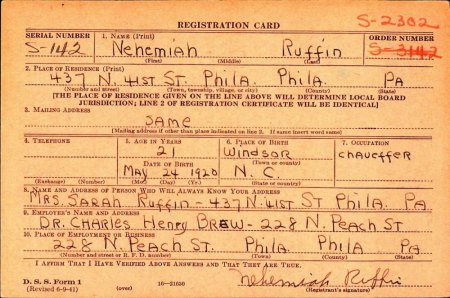 REGISTRATION CARD
S-2302
SERIAL NUMBER 1. NAME (Print) ORDER NUMBER
S-142 Nehemiah Ruffin S-3142
(First) (Middle) (Last)
2. PLACE OF RESIDENCE (Print)
437 N. 41ST ST. Phila. Phila. PA
(Number and street) (Town, township, village, or city) (County) (State)
[THE PLACE OF RESIDENCE GIVEN ON THE LINE ABOVE WILL DETERMINE LOCAL BOARD
JURISDICTION; LINE 2 OF REGISTRATION CERTIFICATE WILL BE IDENTICAL]
3. MAILING ADDRESS
SAME
[Mailing address if other than place indicated on line 2. If same insert word same]
4. TELEPHONE 5. AGE IN YEARS 6. PLACE OF BIRTH 7. OCCUPATION
21 Windsor chauffer
DATE OF BIRTH (Town or county)
MAY 24 1920 N. C.
(Mo.) (Day) (Yr.) (State or country)
8. NAME AND ADDRESS OF PERSON WHO WILL ALWAYS KNOW YOUR ADDRESS
MRS. SARAh Ruffin - 437 N. 41 ST Phila. PA
9. EMPLOYER'S NAME AND ADDRESS
DR. CHARles Henry BREW - 228 N. PEACh ST.
10. PLACE OF EMPLOYMENT OR BUSINESS
228 N. PEACh ST. Phila Phila PA
(Number and street or R. F. D. number) (Town) (County) (State)
I AFFIRM THAT I HAVE VERIFIED ABOVE ANSWERS AND THAT THEY ARE TRUE.
D. S. S. Form 1
(Revised 6-9-41) (over) 16—21630 Nehemiah Ruffin
(Registrant's signature)